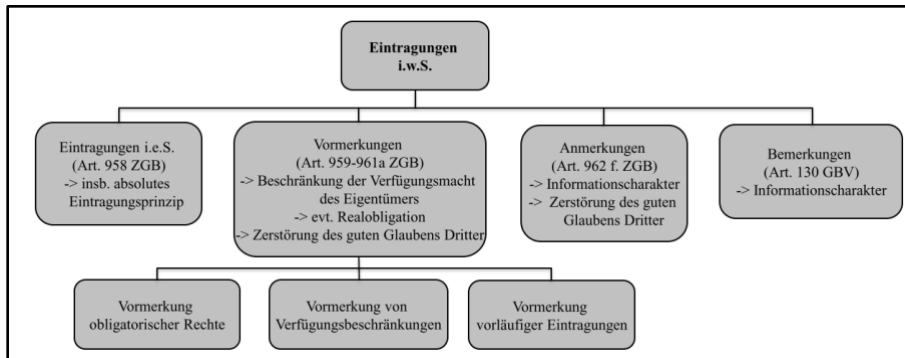 Eintragungen
i.w.S.
Eintragungen i.e.S.
(Art. 958 ZGB)
-> insb. absolutes
Eintragungsprinzip
Vormerkungen
(Art. 959-961a ZGB)
-> Beschränkung der Verfügungsmacht
des Eigentümers
-> evt. Realobligation
-> Zerstörung des guten Glaubens Dritter
Anmerkungen
(Art. 962 f. ZGB)
-> Informationscharakter
-> Zerstörung des guten
Glaubens Dritter
Bemerkungen
(Art. 130 GBV)
-> Informationscharakter
Vormerkung
obligatorischer Rechte
Vormerkung von
Verfügungsbeschränkungen
Vormerkung
vorläufiger Eintragungen